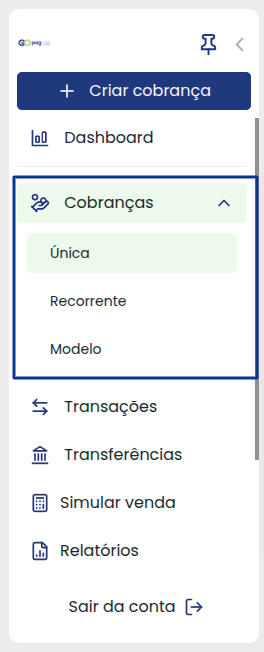 GOpag
Criar cobrança
Dashboard
Cobranças
Única
Recorrente
Modelo
Transações
Transferências
Simular venda
Relatórios
Sair da conta